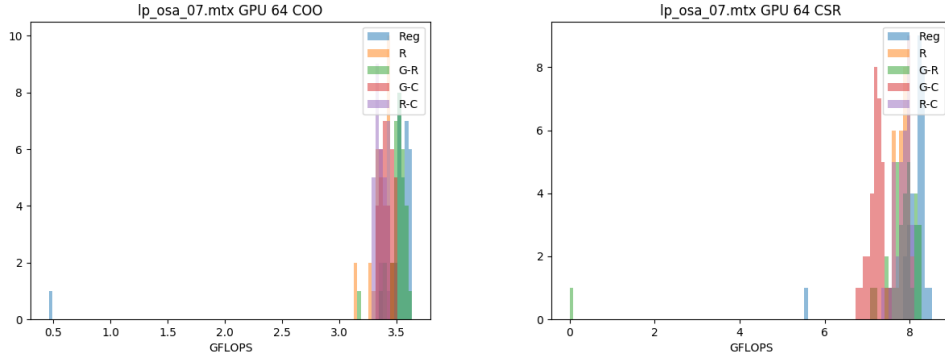 lp_osa_07.mtx GPU 64 COO
10
8
6
4
2
0
0.5 1.0 1.5 2.0 2.5 3.0 3.5
GFLOPS
Reg
R
G-R
G-C
R-C
lp_osa_07.mtx GPU 64 CSR
8
6
4
2
0
0 2 4 6 8
GFLOPS
Reg
R
G-R
G-C
R-C